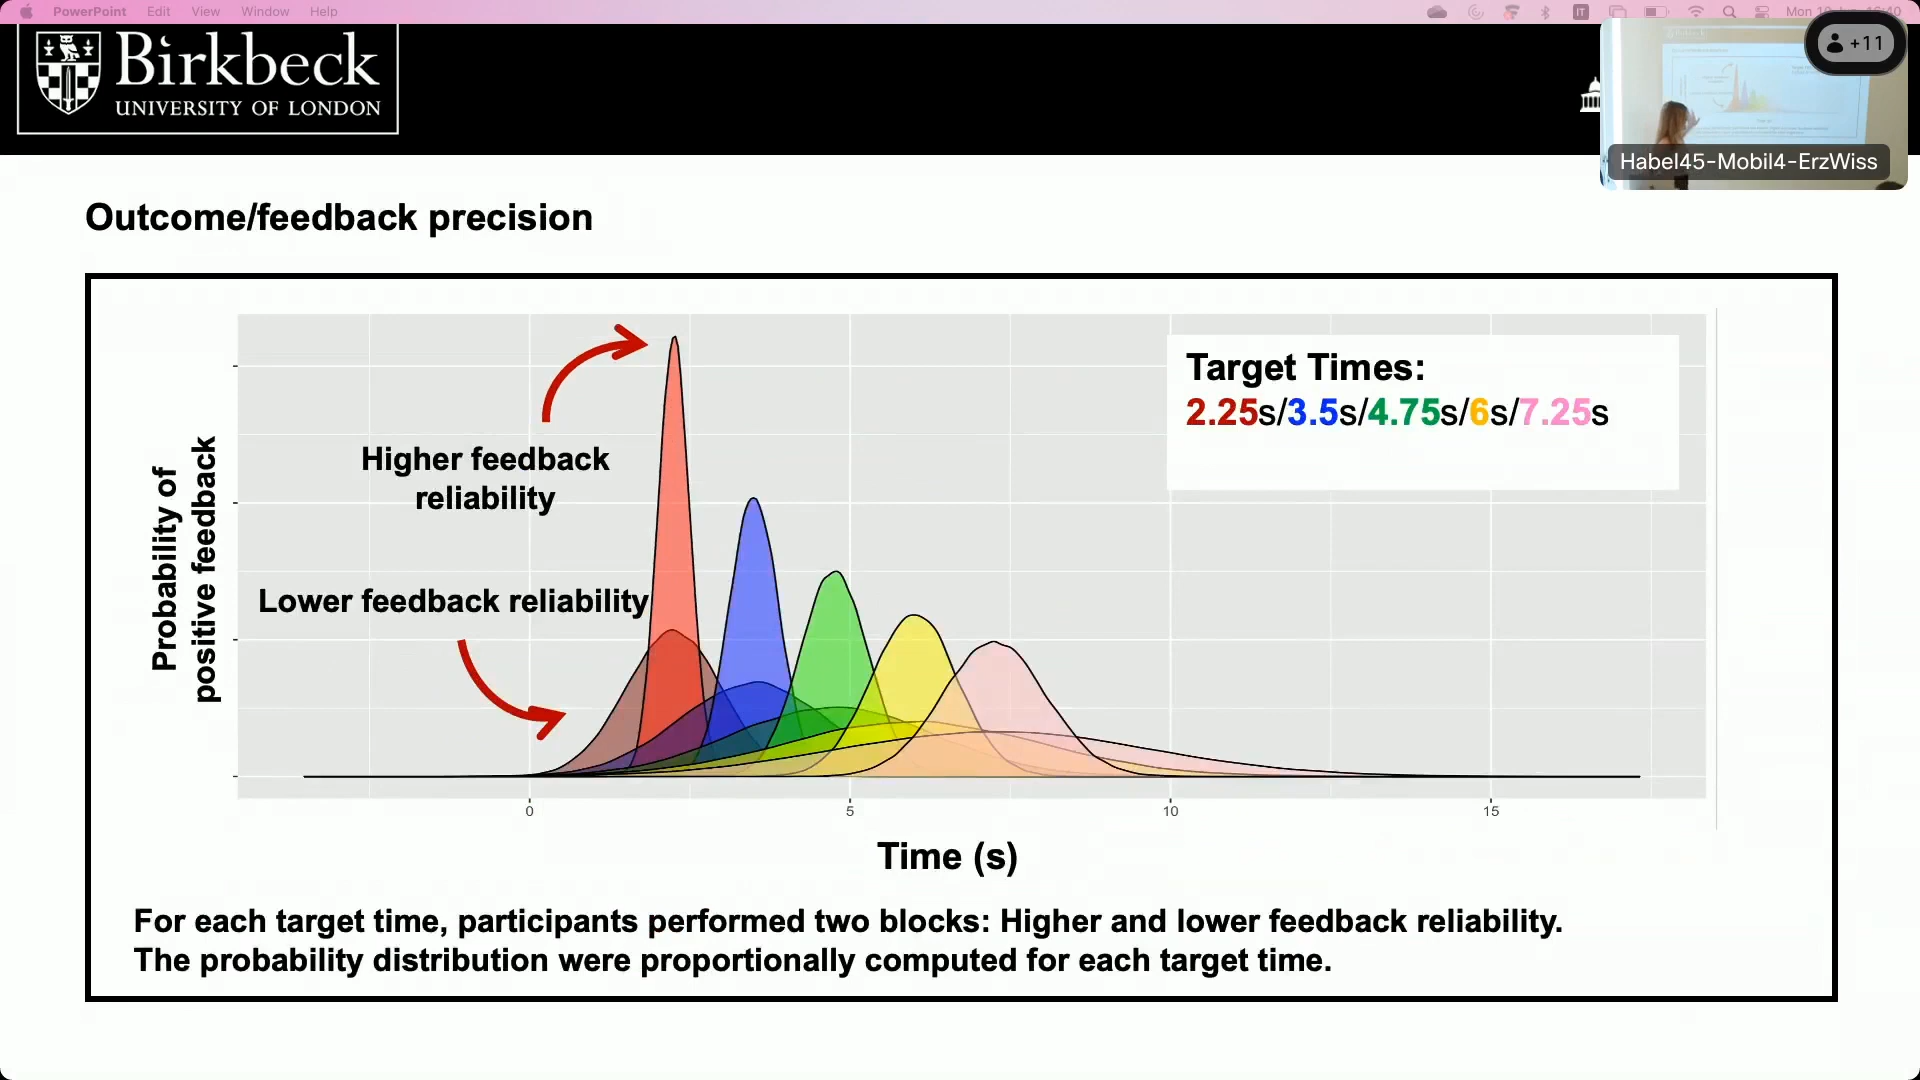 PowerPoint Edit View Window Help
IT
+11
Birkbeck
UNIVERSITY OF LONDON
Habel45-Mobil4-ErzWiss
Outcome/feedback precision
Target Times:
2.25s/3.5s/4.75s/6s/7.25s
Higher feedback
reliability
Lower feedback reliability
Probability of
positive feedback
0 5 10 15
Time (s)
For each target time, participants performed two blocks: Higher and lower feedback reliability.
The probability distribution were proportionally computed for each target time.